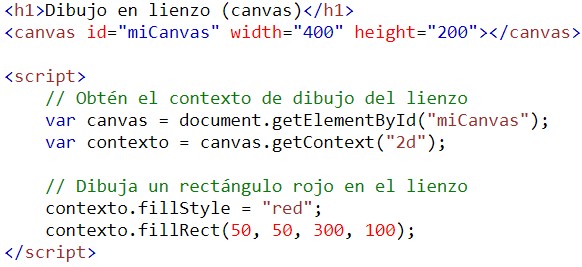 <h1>Dibujo en lienzo (canvas)</h1>
<canvas id="miCanvas" width="400" height="200"></canvas>
<script>
// Obtén el contexto de dibujo del lienzo
var canvas = document.getElementById("miCanvas");
var contexto = canvas.getContext("2d");
// Dibuja un rectángulo rojo en el lienzo
contexto.fillStyle = "red";
contexto.fillRect(50, 50, 300, 100);
</script>